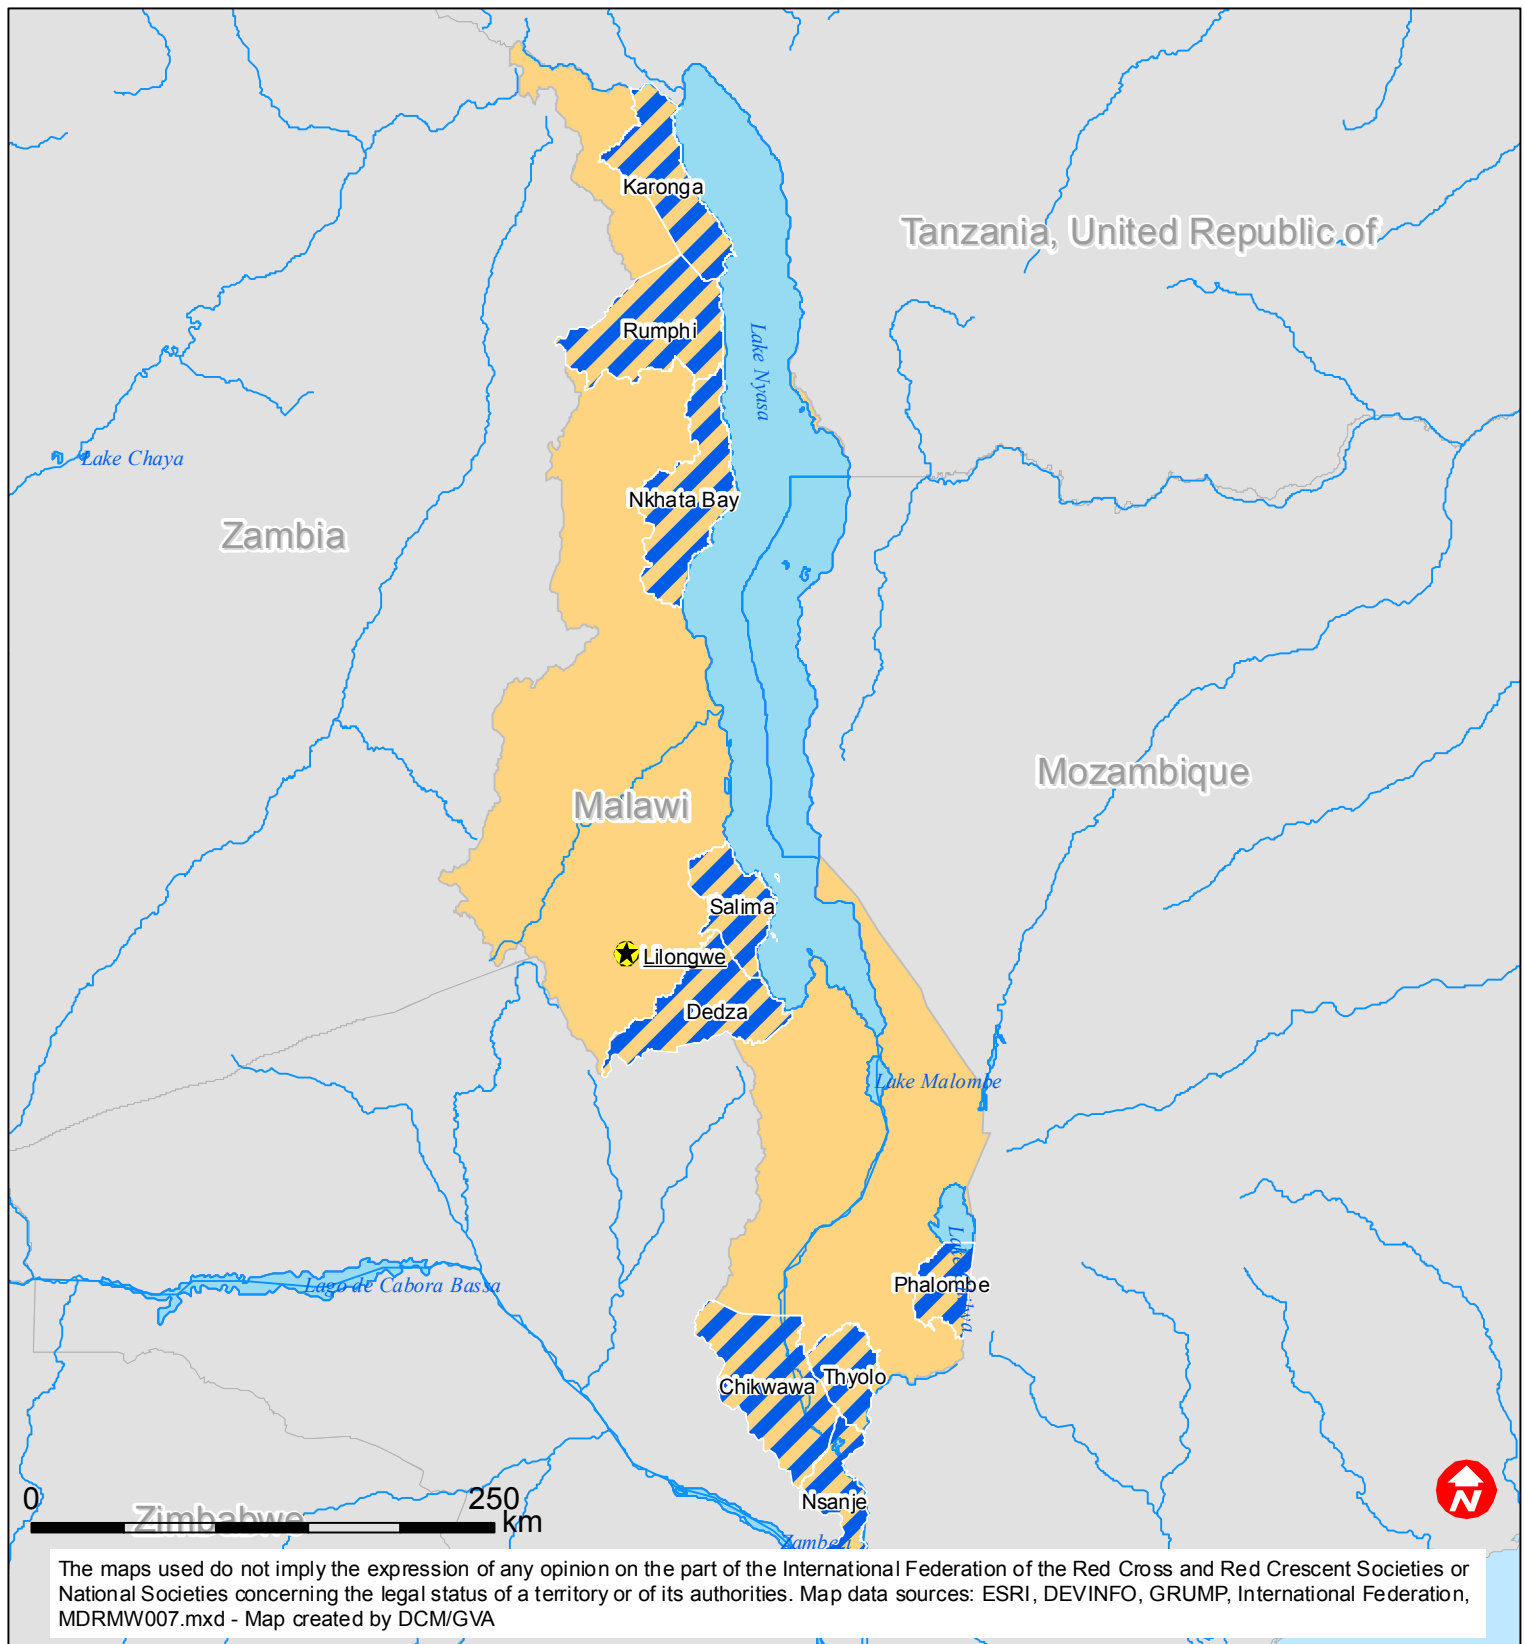 Karonga
Tanzania, United Republic of
Rumphi
Lake Nyasa
Lake Chaya
Nkhata Bay
Zambia
Mozambique
Malawi
Salima
Lilongwe
Dedza
Lake Malombe
Lake
Phalombe
Lago de Cabora Bassa
Thyolo
Chikwawa
Nsanje
0
250
km
Zimbabwe
N
The maps used do not imply the expression of any opinion on the part of the International Federation of the Red Cross and Red Crescent Societies or
National Societies concerning the legal status of a territory or of its authorities. Map data sources: ESRI, DEVINFO, GRUMP, International Federation,
MDRMW007.mxd - Map created by DCM/GVA